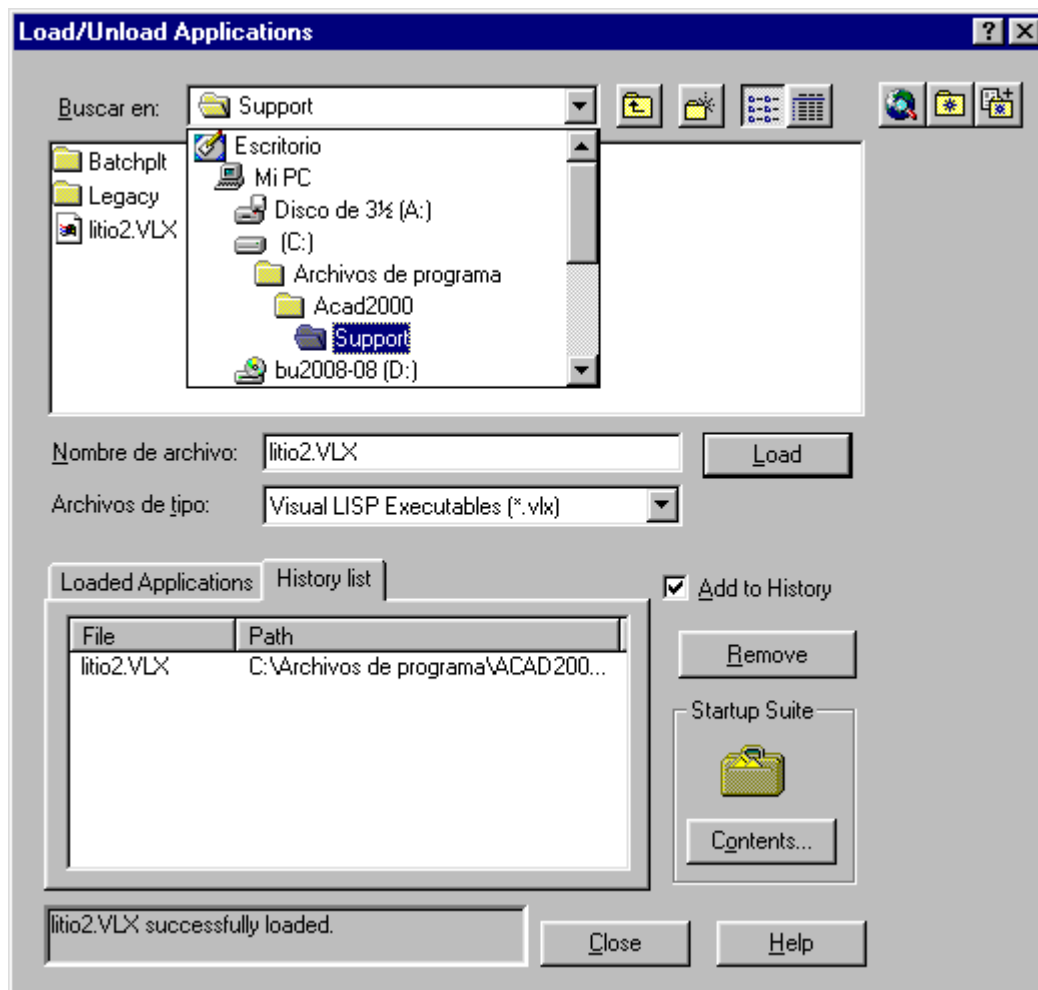 Load/Unload Applications
Buscar en: Support
Escritorio
Batchplt
Mi PC
Legacy
Disco de 3½ (A:)
litio2.VLX
(C:)
Archivos de programa
Acad2000
Support
bu2008-08 (D:)
Nombre de archivo: litio2.VLX Load
Archivos de tipo: Visual LISP Executables (*.vlx)
Loaded Applications History list Add to History
File Path
litio2.VLX C:\Archivos de programa\ACAD200...
Remove
Startup Suite
Contents...
litio2.VLX successfully loaded.
Close Help